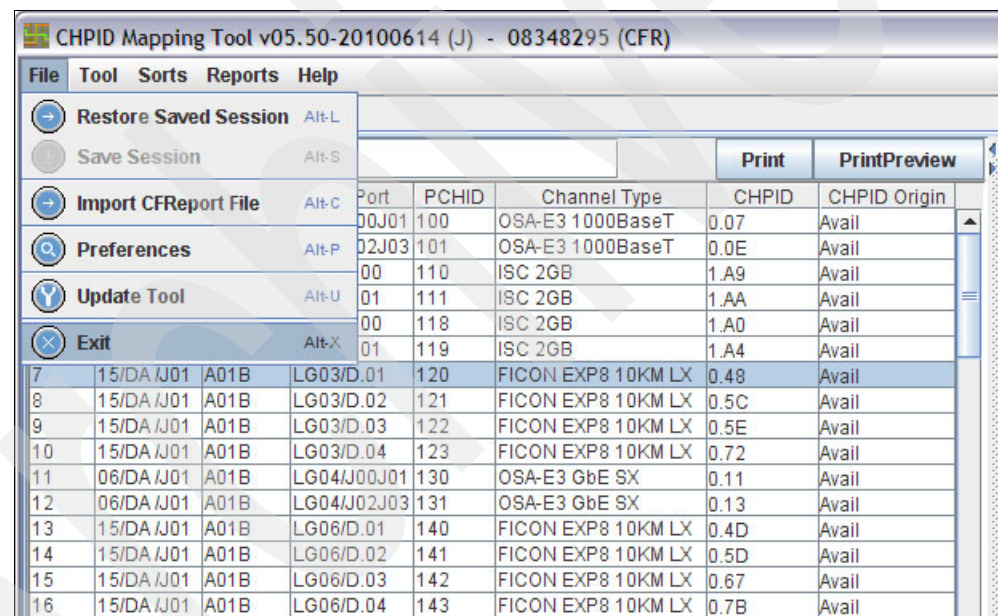 CHPID Mapping Tool v05.50-20100614 (J) - 08348295 (CFR)
File Tool Sorts Reports Help
Restore Saved Session Alt-L
Save Session Alt-S
Print PrintPreview
Import CFReport File Alt-C
Port PCHID Channel Type CHPID CHPID Origin
00J01 100 OSA-E3 1000BaseT 0.07 Avail
Preferences Alt-P
02J03 101 OSA-E3 1000BaseT 0.0E Avail
00 110 ISC 2GB 1.A9 Avail
Update Tool Alt-U
01 111 ISC 2GB 1.AA Avail
00 118 ISC 2GB 1.A0 Avail
Exit Alt-X
01 119 ISC 2GB 1.A4 Avail
7 15/DA/J01 A01B LG03/D.01 120 FICON EXP8 10KM LX 0.48 Avail
8 15/DA/J01 A01B LG03/D.02 121 FICON EXP8 10KM LX 0.5C Avail
9 15/DA/J01 A01B LG03/D.03 122 FICON EXP8 10KM LX 0.5E Avail
10 15/DA/J01 A01B LG03/D.04 123 FICON EXP8 10KM LX 0.72 Avail
11 06/DA/J01 A01B LG04/J00J01 130 OSA-E3 GbE SX 0.11 Avail
12 06/DA/J01 A01B LG04/J02J03 131 OSA-E3 GbE SX 0.13 Avail
13 15/DA/J01 A01B LG06/D.01 140 FICON EXP8 10KM LX 0.4D Avail
14 15/DA/J01 A01B LG06/D.02 141 FICON EXP8 10KM LX 0.5D Avail
15 15/DA/J01 A01B LG06/D.03 142 FICON EXP8 10KM LX 0.67 Avail
16 15/DA/J01 A01B LG06/D.04 143 FICON EXP8 10KM LX 0.7B Avail